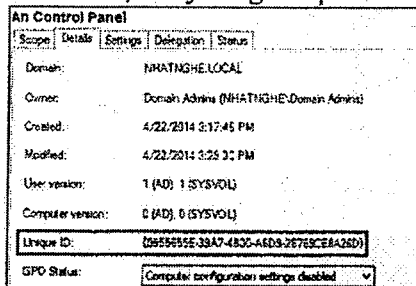 An Control Panel
Scope Details Settings Delegation Status
Domain: NHATNGHE.LOCAL
Owner: Domain Admins (NHATNGHE\Domain Admins)
Created: 4/22/2014 3:17:45 PM
Modified: 4/22/2014 3:25:30 PM
User version: 1 (AD), 1 (SYSVOL)
Computer version: 0 (AD), 0 (SYSVOL)
Unique ID:
GPO Status: Computer configuration settings disabled